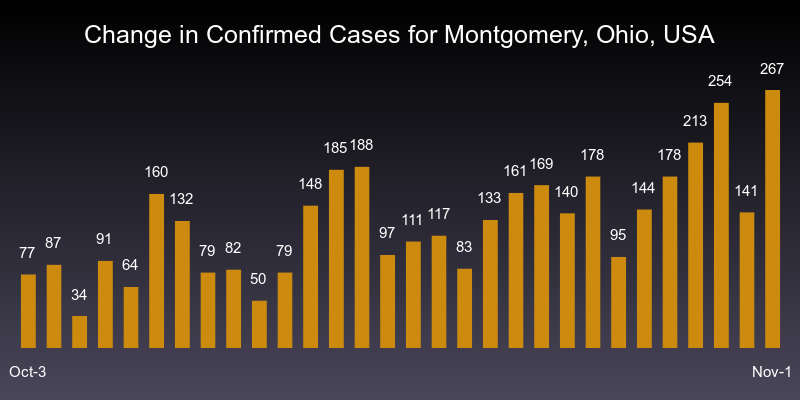 Change in Confirmed Cases for Montgomery, Ohio, USA
77 87 34 91 64 160 132 79 82 50 79 148 185 188 97 111 117 83 133 161 169 140 178 95 144 178 213 254 141 267
Oct-3 Nov-1